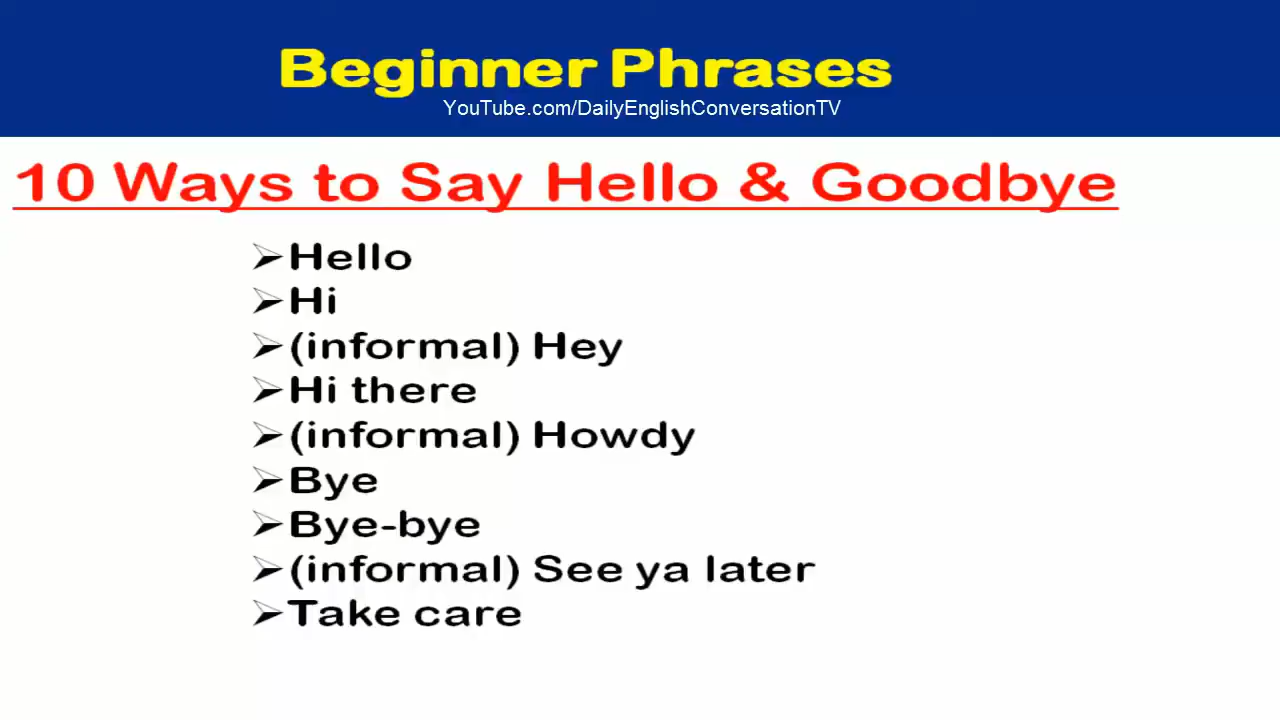 Beginner Phrases
YouTube.com/DailyEnglishConversationTV
10 Ways to Say Hello & Goodbye
➢Hello
➢Hi
➢(informal) Hey
➢Hi there
➢(informal) Howdy
➢Bye
➢Bye-bye
➢(informal) See ya later
➢Take care